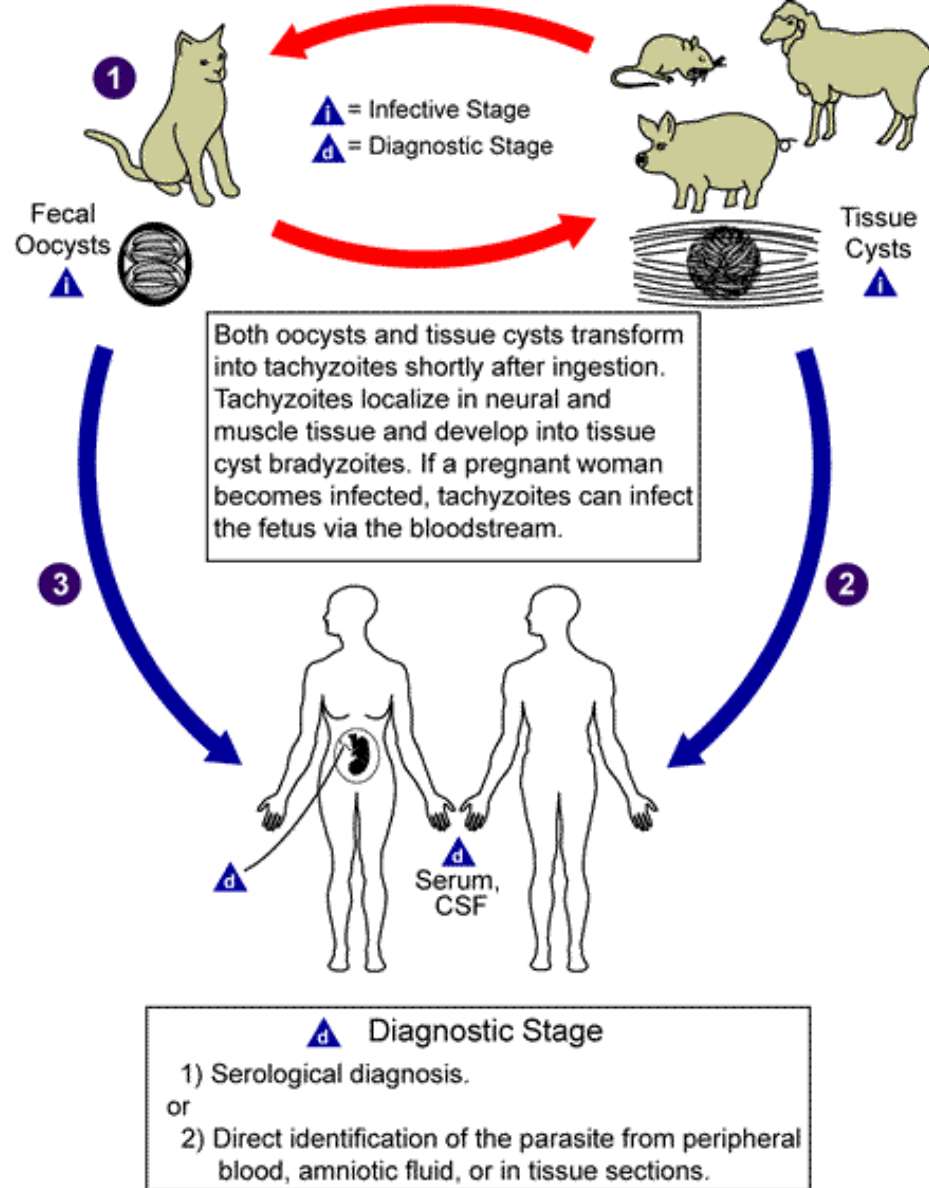 1
i = Infective Stage
d = Diagnostic Stage
Fecal
Oocysts
i
Tissue
Cysts
i
Both oocysts and tissue cysts transform
into tachyzoites shortly after ingestion.
Tachyzoites localize in neural and
muscle tissue and develop into tissue
cyst bradyzoites. If a pregnant woman
becomes infected, tachyzoites can infect
the fetus via the bloodstream.
3
2
d
d
Serum,
CSF
d Diagnostic Stage
1) Serological diagnosis.
or
2) Direct identification of the parasite from peripheral
blood, amniotic fluid, or in tissue sections.